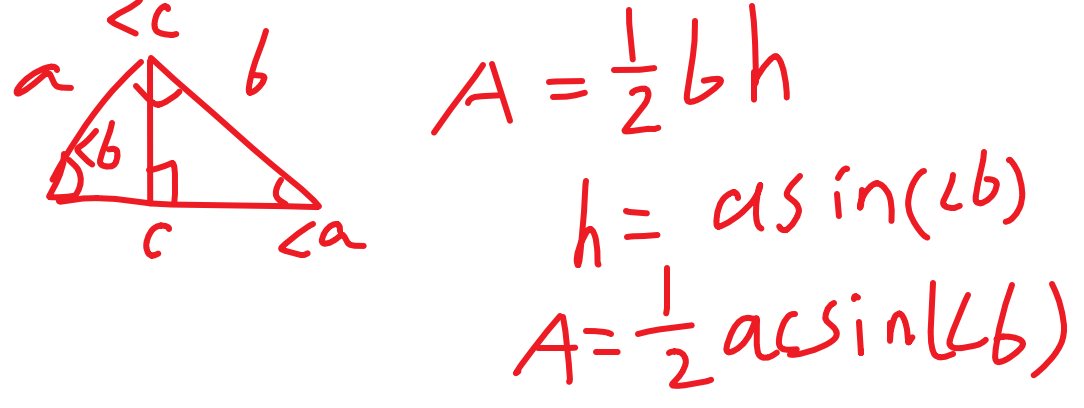 <c
a
b
<b
c
<a
A = 1/2 bh
h = asin(<b)
A = 1/2 acsin(<b)